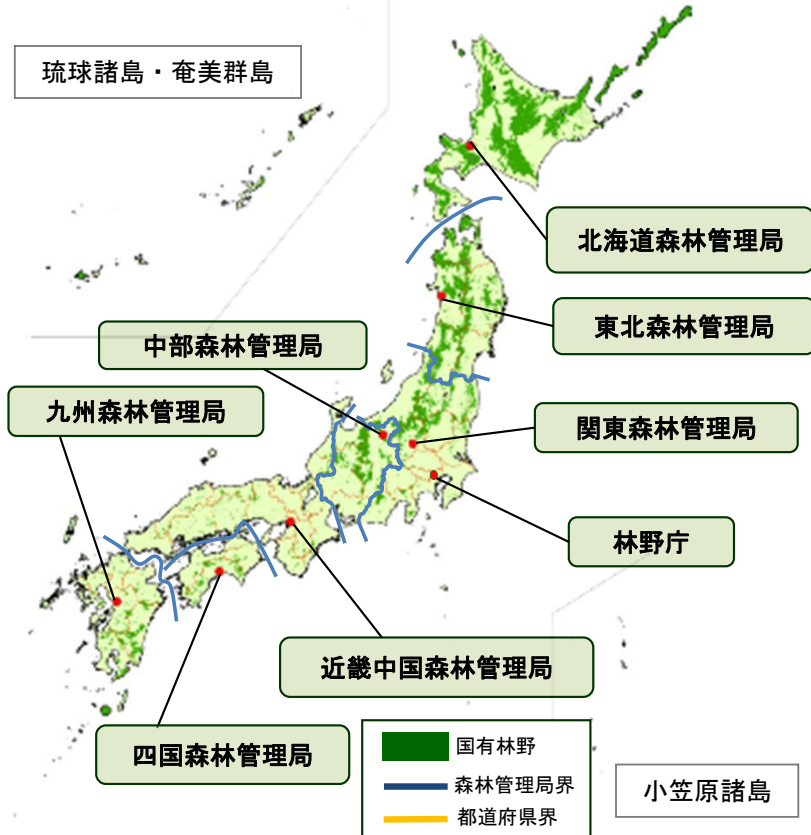 琉球諸島・奄美群島
北海道森林管理局
東北森林管理局
中部森林管理局
九州森林管理局
関東森林管理局
林野庁
近畿中国森林管理局
四国森林管理局
国有林野
森林管理局界
都道府県界
小笠原諸島